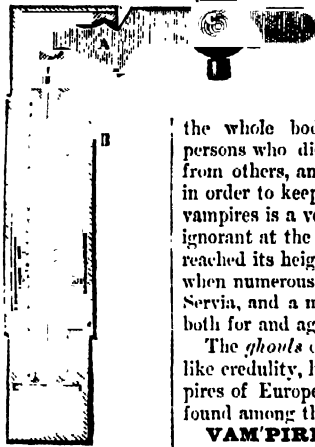 A
B
the whole bod
persons who di
from others, an
in order to keep
vampires is a ve
ignorant at the
reached its heig
when numerous
Servia, and a m
both for and ag
The ghouls o
like credulity, h
pires of Europe
found among th
VAM'PIRE